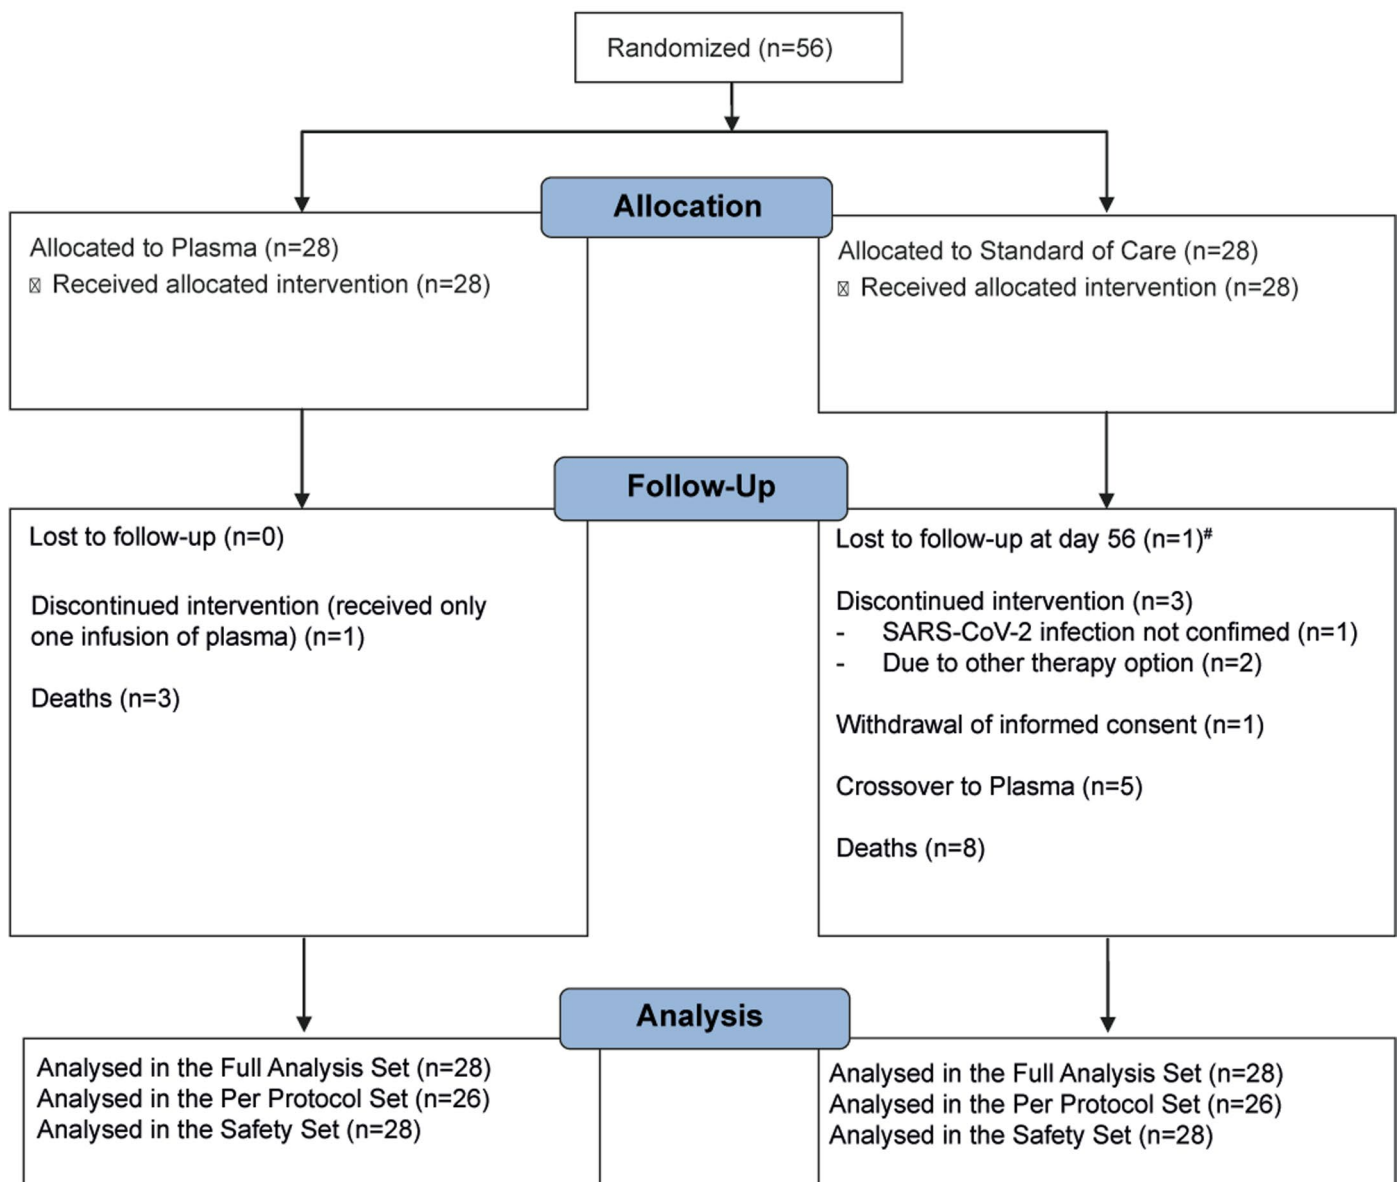 Randomized (n=56)
Allocation
Allocated to Plasma (n=28)
Received allocated intervention (n=28)
Allocated to Standard of Care (n=28)
Received allocated intervention (n=28)
Follow-Up
Lost to follow-up (n=0)
Discontinued intervention (received only
one infusion of plasma) (n=1)
Deaths (n=3)
Lost to follow-up at day 56 (n=1)#
Discontinued intervention (n=3)
- SARS-CoV-2 infection not confimed (n=1)
- Due to other therapy option (n=2)
Withdrawal of informed consent (n=1)
Crossover to Plasma (n=5)
Deaths (n=8)
Analysis
Analysed in the Full Analysis Set (n=28)
Analysed in the Per Protocol Set (n=26)
Analysed in the Safety Set (n=28)
Analysed in the Full Analysis Set (n=28)
Analysed in the Per Protocol Set (n=26)
Analysed in the Safety Set (n=28)